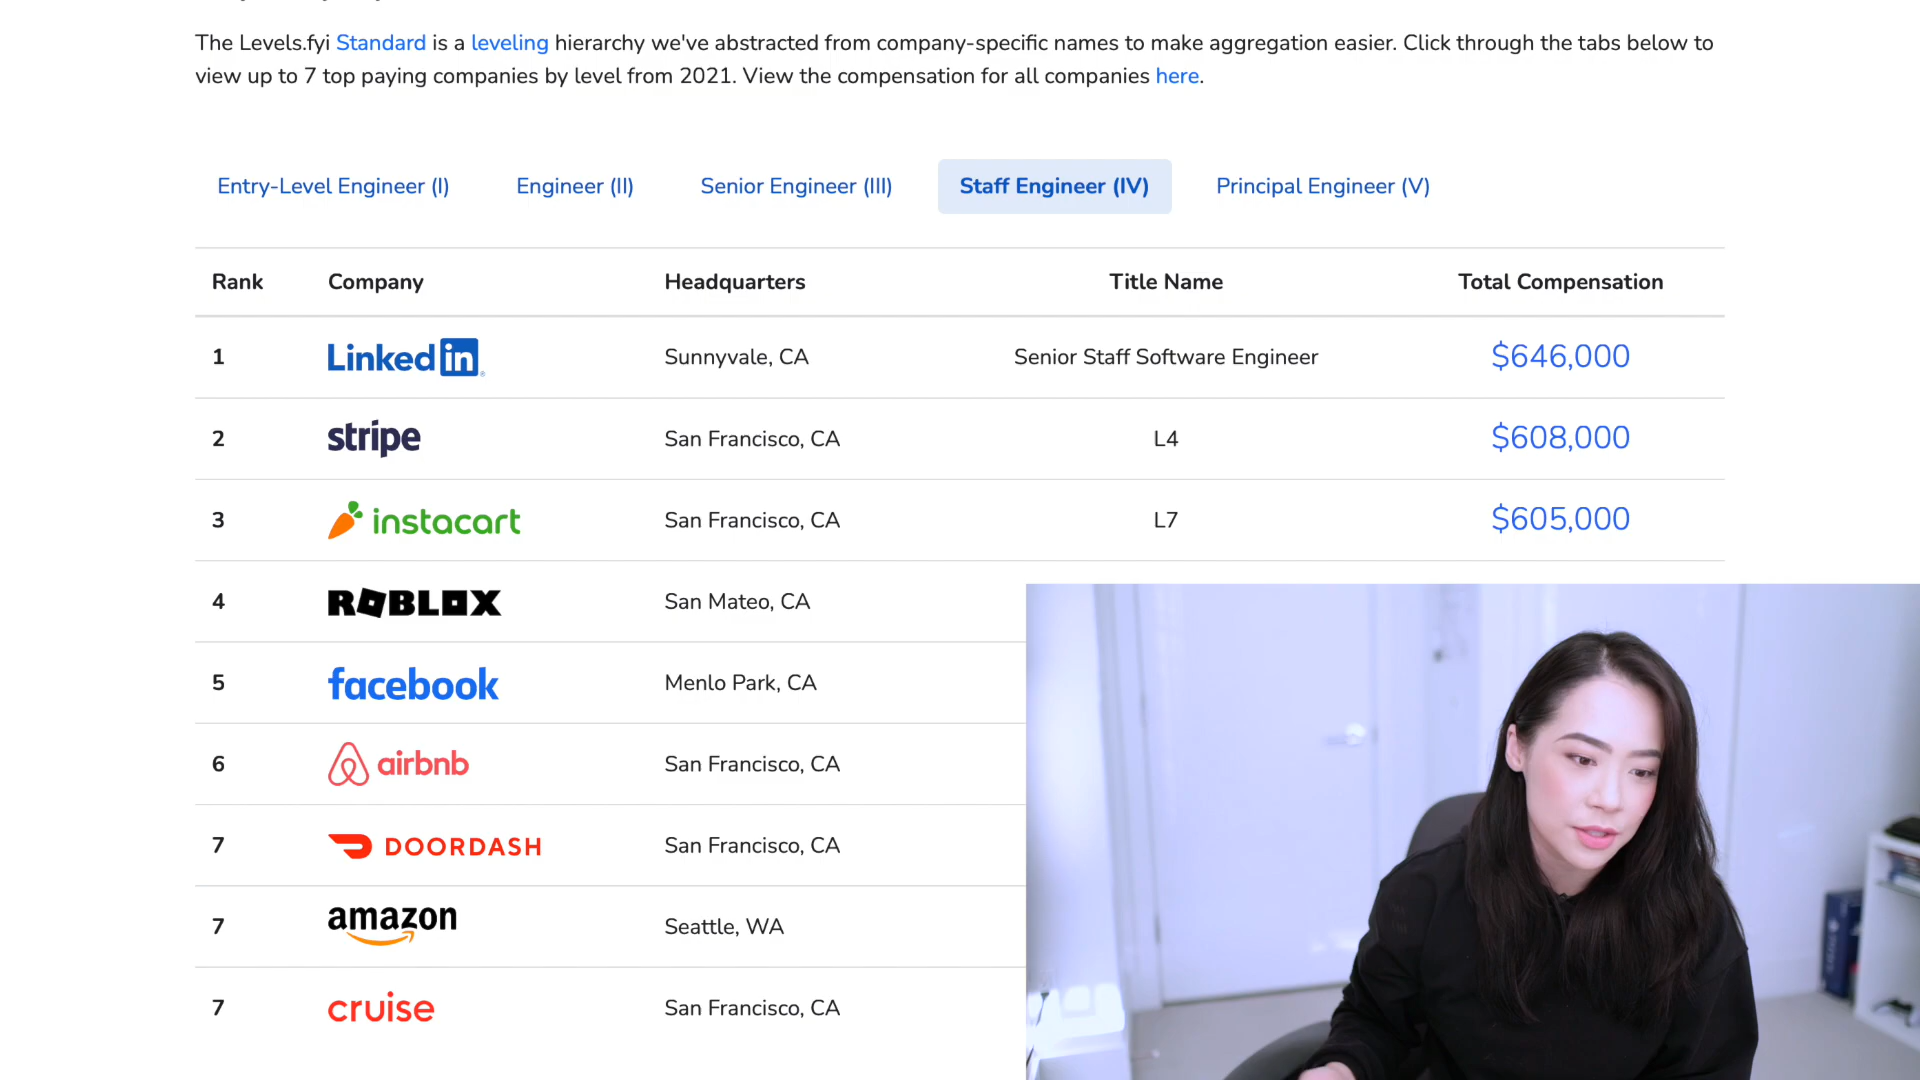 The Levels.fyi Standard is a leveling hierarchy we've abstracted from company-specific names to make aggregation easier. Click through the tabs below to
view up to 7 top paying companies by level from 2021. View the compensation for all companies here.
Entry-Level Engineer (I) Engineer (II) Senior Engineer (III) Staff Engineer (IV) Principal Engineer (V)
Rank Company Headquarters Title Name Total Compensation
1 LinkedIn Sunnyvale, CA Senior Staff Software Engineer $646,000
2 stripe San Francisco, CA L4 $608,000
3 instacart San Francisco, CA L7 $605,000
4 ROBLOX San Mateo, CA
5 facebook Menlo Park, CA
6 airbnb San Francisco, CA
7 DOORDASH San Francisco, CA
7 amazon Seattle, WA
7 cruise San Francisco, CA